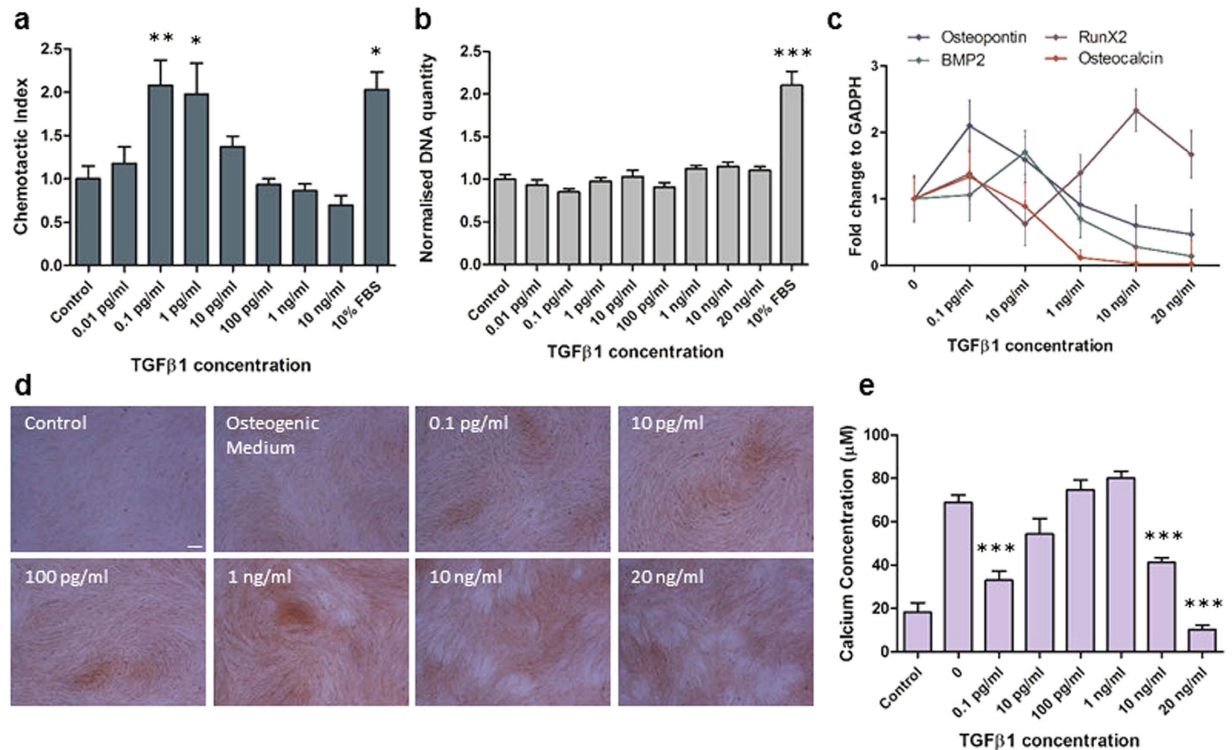 a
** * *
2.5
2.0
1.5
1.0
0.5
0.0
Chemotactic Index
Control 0.01 pg/ml 0.1 pg/ml 1 pg/ml 10 pg/ml 100 pg/ml 1 ng/ml 10 ng/ml 10% FBS
TGFβ1 concentration
b
***
2.5
2.0
1.5
1.0
0.5
0.0
Normalised DNA quantity
Control 0.01 pg/ml 0.1 pg/ml 1 pg/ml 10 pg/ml 100 pg/ml 1 ng/ml 10 ng/ml 20 ng/ml 10% FBS
TGFβ1 concentration
c
Osteopontin RunX2
BMP2 Osteocalcin
3
2
1
0
Fold change to GADPH
0 0.1 pg/ml 10 pg/ml 1 ng/ml 10 ng/ml 20 ng/ml
TGFβ1 concentration
d
Control Osteogenic 0.1 pg/ml 10 pg/ml
Medium
100 pg/ml 1 ng/ml 10 ng/ml 20 ng/ml
e
100
80
60
40
20
0
Calcium Concentration (μM)
*** *** ***
Control 0 0.1 pg/ml 10 pg/ml 100 pg/ml 1 ng/ml 10 ng/ml 20 ng/ml
TGFβ1 concentration